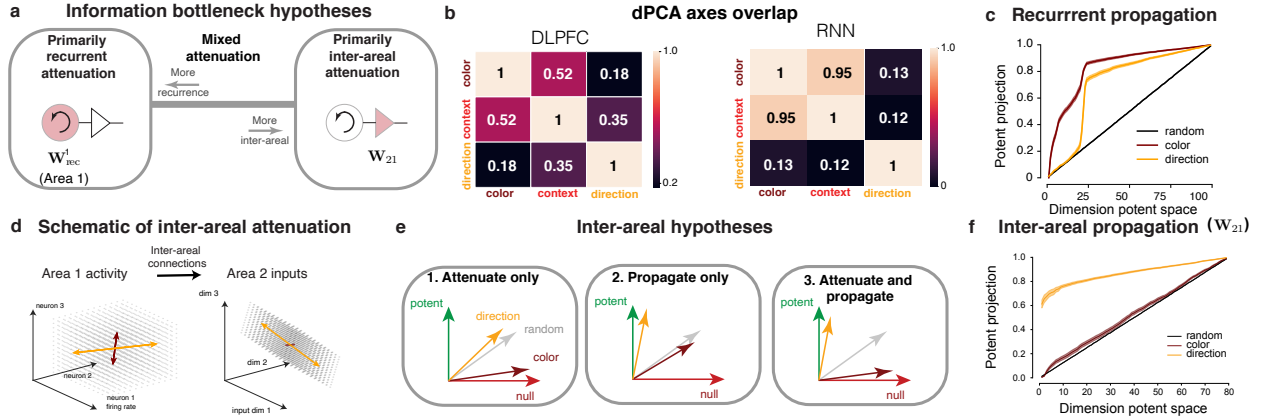 a Information bottleneck hypotheses
Primarily
recurrent
attenuation
Mixed
attenuation
Primarily
inter-areal
attenuation
More
recurrence
More
inter-areal
W¹rec
(Area 1)
W₂₁
b dPCA axes overlap
DLPFC
color
context
direction
1 0.52 0.18
0.52 1 0.35
0.18 0.35 1
color context direction
1.0
0.2
RNN
color
context
direction
1 0.95 0.13
0.95 1 0.12
0.13 0.12 1
color context direction
1.0
0
c Recurrrent propagation
Potent projection
1.0
0.8
0.6
0.4
0.2
0.0
random
color
direction
0 25 50 75 100
Dimension potent space
d Schematic of inter-areal attenuation
Inter-areal
connections
Area 1 activity
Area 2 inputs
neuron 3
neuron 2
neuron 1
firing rate
dim 3
dim 2
input dim 1
e Inter-areal hypotheses
1. Attenuate only
potent
direction
random
color
null
2. Propagate only
potent
null
3. Attenuate and
propagate
potent
null
f Inter-areal propagation (W₂₁)
Potent projection
1.0
0.8
0.6
0.4
0.2
0.0
random
color
direction
0 10 20 30 40 50 60 70 80
Dimension potent space